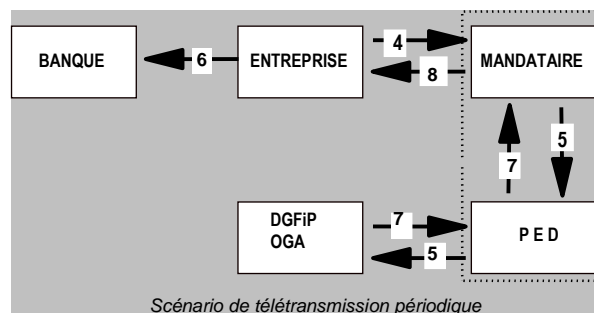 BANQUE
6
ENTREPRISE
4
8
MANDATAIRE
7
5
DGFiP
OGA
7
5
P E D
Scénario de télétransmission périodique